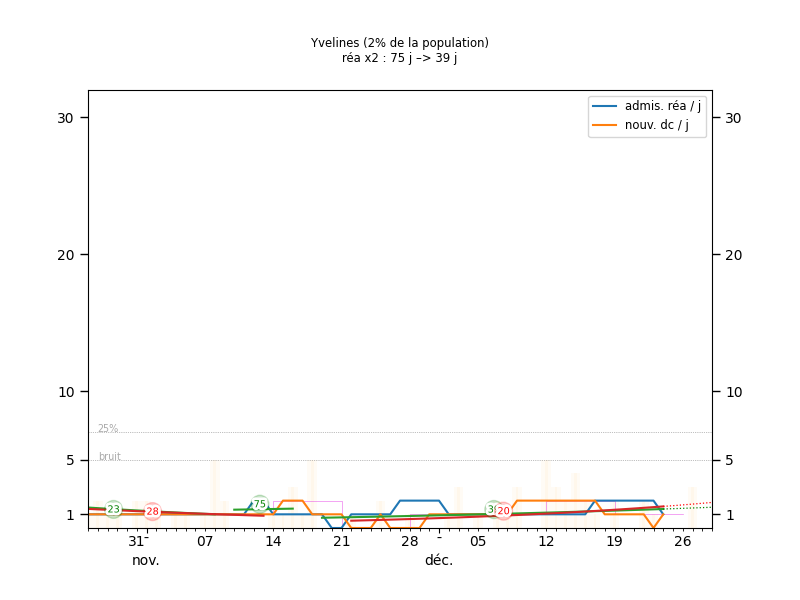 Yvelines (2% de la population)
réa x2 : 75 j –> 39 j
admis. réa / j
nouv. dc / j
30 30
20 20
10 10
25%
5 5
bruit
23 28 75 20
1 1
31 - 07 14 21 28 - 05 12 19 26
nov. déc.